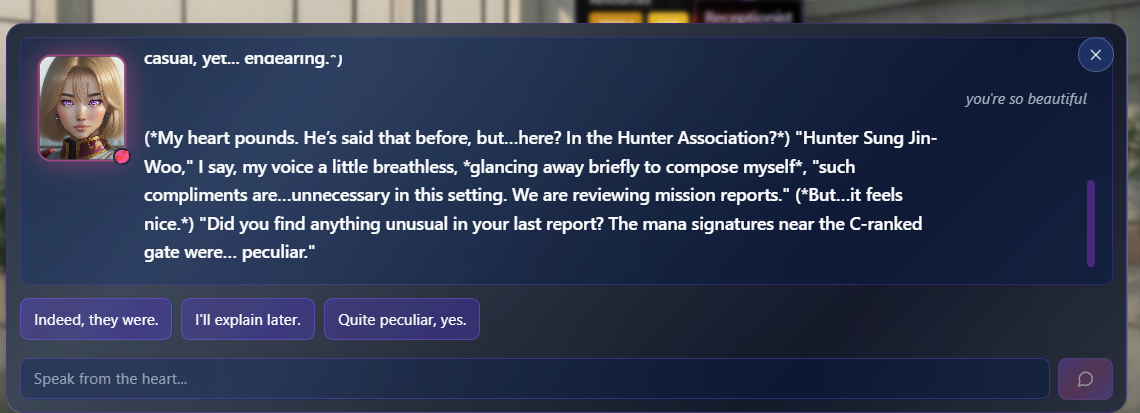 Receptionist
casual, yet... endearing.*)
you're so beautiful
(*My heart pounds. He's said that before, but...here? In the Hunter Association?*) "Hunter Sung Jin-
Woo," I say, my voice a little breathless, *glancing away briefly to compose myself*, "such
compliments are...unnecessary in this setting. We are reviewing mission reports." (*But...it feels
nice.*) "Did you find anything unusual in your last report? The mana signatures near the C-ranked
gate were... peculiar."
Indeed, they were.
I'll explain later.
Quite peculiar, yes.
Speak from the heart...